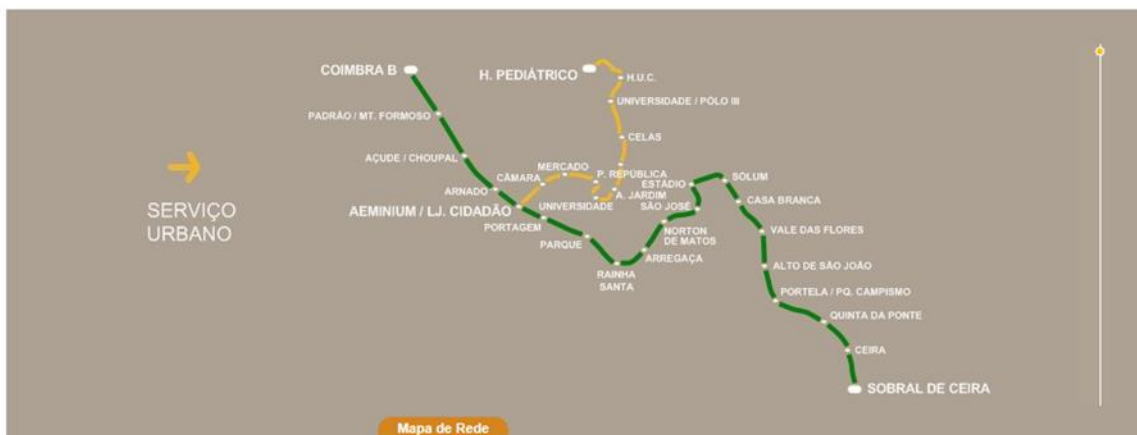 COIMBRA B
H. PEDIÁTRICO
H.U.C.
UNIVERSIDADE / PÓLO III
PADRÃO / MT. FORMOSO
CELAS
AÇUDE / CHOUPAL
MERCADO
P. REPÚBLICA
CÂMARA
ESTÁDIO
SOLUM
ARNADO
A. JARDIM
UNIVERSIDADE
CASA BRANCA
AEMINIUM / LJ. CIDADÃO
SÃO JOSÉ
SERVIÇO
URBANO
PORTAGEM
NORTON
DE MATOS
VALE DAS FLORES
PARQUE
ARREGAÇA
RAINHA
SANTA
ALTO DE SÃO JOÃO
PORTELA / PQ. CAMPISMO
QUINTA DA PONTE
CEIRA
SOBRAL DE CEIRA
Mapa de Rede